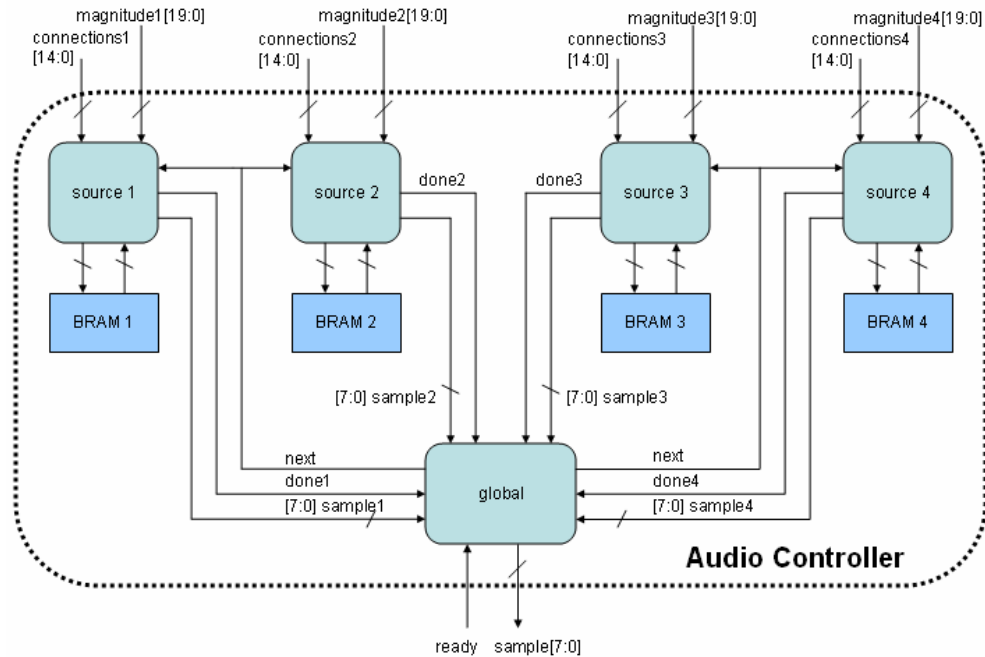 magnitude1[19:0]
magnitude2[19:0]
magnitude3[19:0]
magnitude4[19:0]
connections1
[14:0]
connections2
[14:0]
connections3
[14:0]
connections4
[14:0]
source 1
source 2
done2
done3
source 3
source 4
BRAM 1
BRAM 2
BRAM 3
BRAM 4
[7:0] sample2
[7:0] sample3
next
next
done1
global
done4
[7:0] sample1
[7:0] sample4
Audio Controller
ready
sample[7:0]